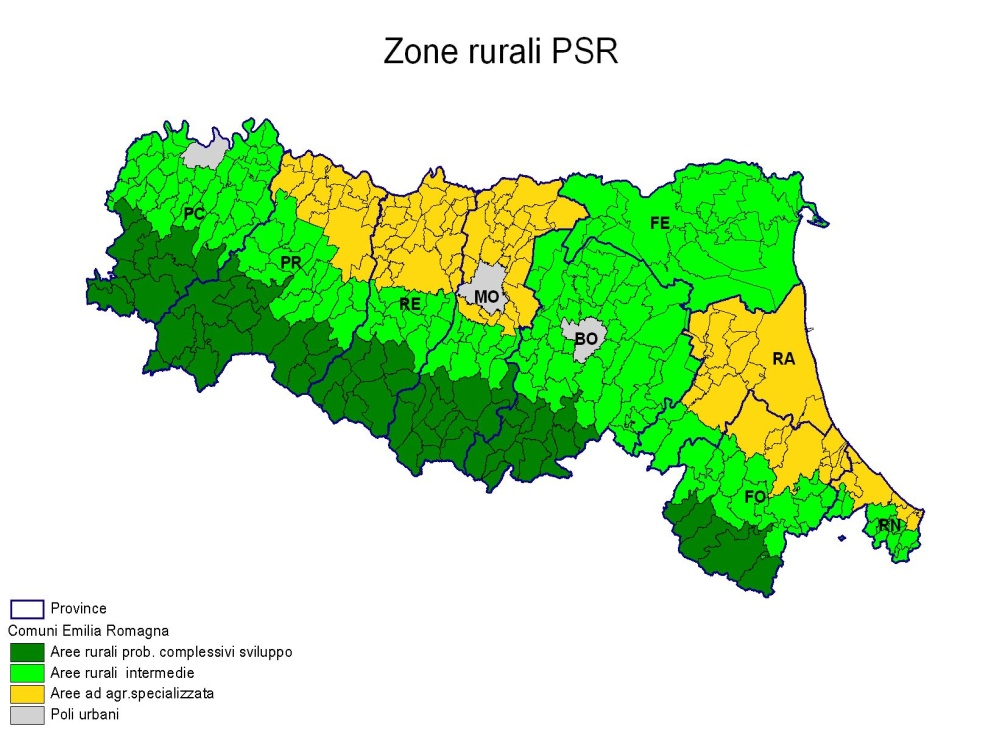 Zone rurali PSR
PC
PR
RE
MO
BO
FE
RA
FO
RN
Province
Comuni Emilia Romagna
Aree rurali prob. complessivi sviluppo
Aree rurali intermedie
Aree ad agr.specializzata
Poli urbani